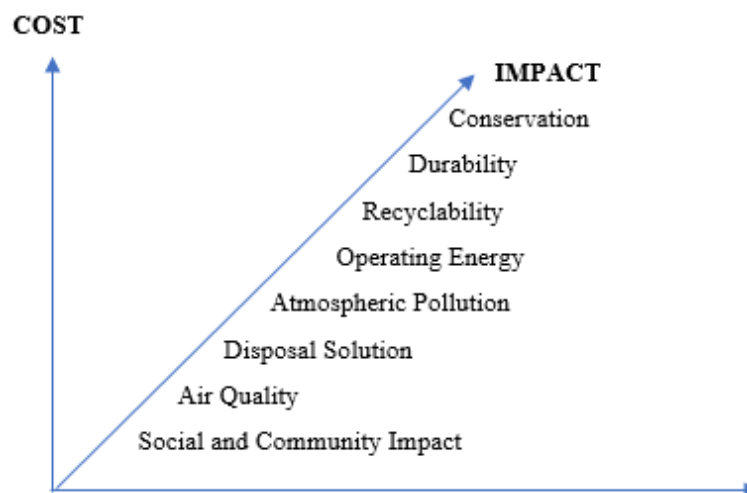 COST
IMPACT
Conservation
Durability
Recyclability
Operating Energy
Atmospheric Pollution
Disposal Solution
Air Quality
Social and Community Impact